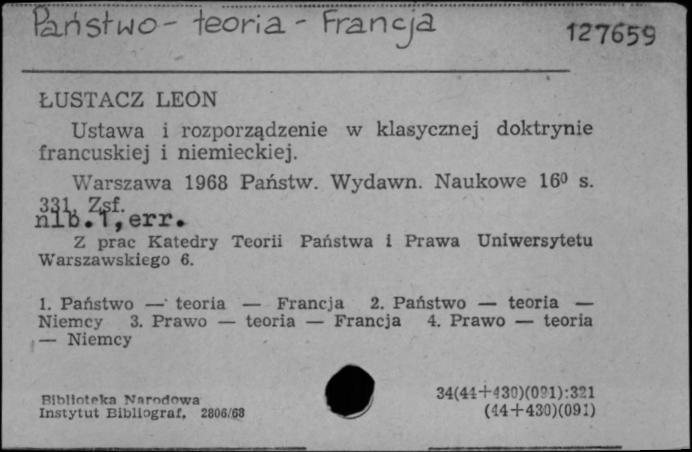 Państwo - teoria - Francja
127659
ŁUSTACZ LEON
Ustawa i rozporządzenie w klasycznej doktrynie
francuskiej i niemieckiej.
Warszawa 1968 Państw. Wydawn. Naukowe 16⁰ s.
331, Zsf.
nlb.1,err.
Z prac Katedry Teorii Państwa i Prawa Uniwersytetu
Warszawskiego 6.
1. Państwo — teoria — Francja 2. Państwo — teoria —
Niemcy 3. Prawo — teoria — Francja 4. Prawo — teoria
— Niemcy
Biblioteka Narodowa
Instytut Bibliograf. 2806/68
34(44+430)(091):321
(44+430)(091)